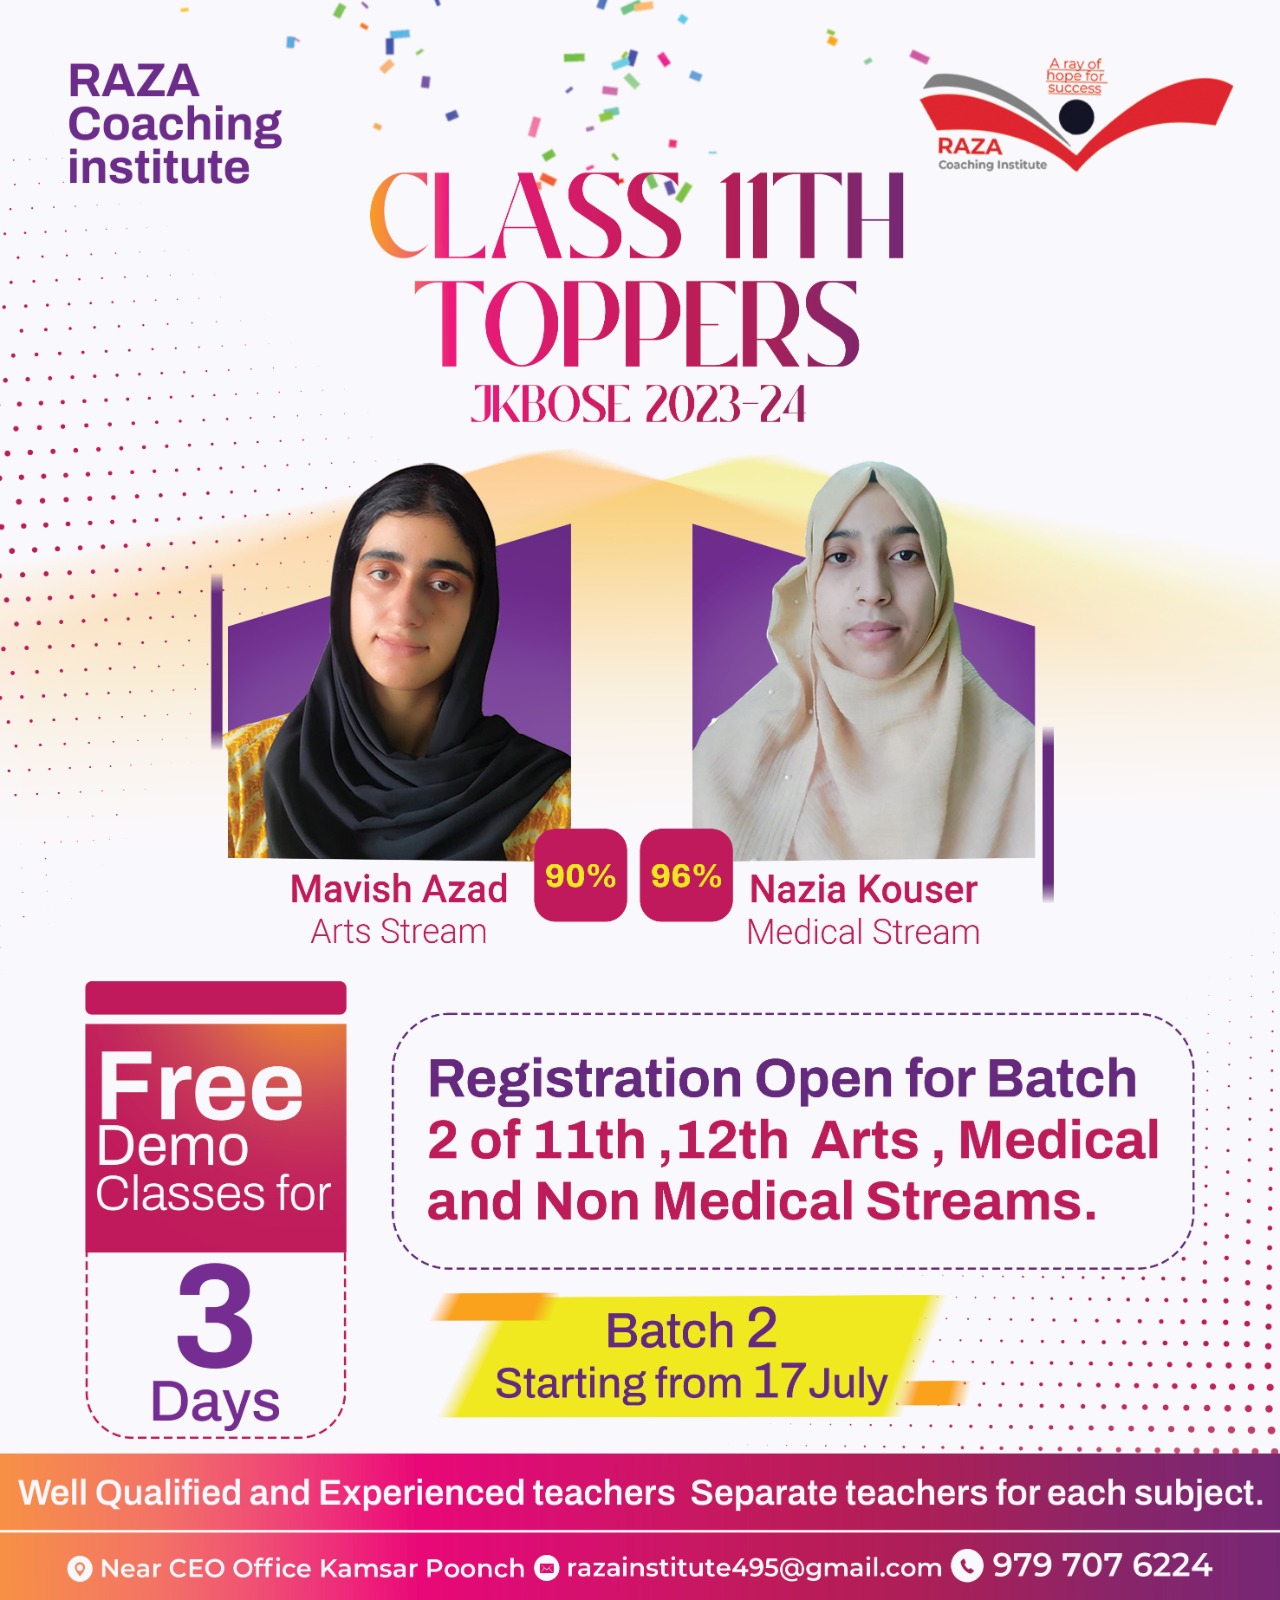 RAZA
Coaching
institute
A ray of
hope for
success
RAZA
Coaching Institute
CLASS 11TH
TOPPERS
JKBOSE 2023-24
90%
96%
Mavish Azad
Arts Stream
Nazia Kouser
Medical Stream
Free
Demo
Classes for
3
Days
Registration Open for Batch
2 of 11th ,12th Arts , Medical
and Non Medical Streams.
Batch 2
Starting from 17 July
Well Qualified and Experienced teachers Separate teachers for each subject.
Near CEO Office Kamsar Poonch razainstitute495@gmail.com 979 707 6224